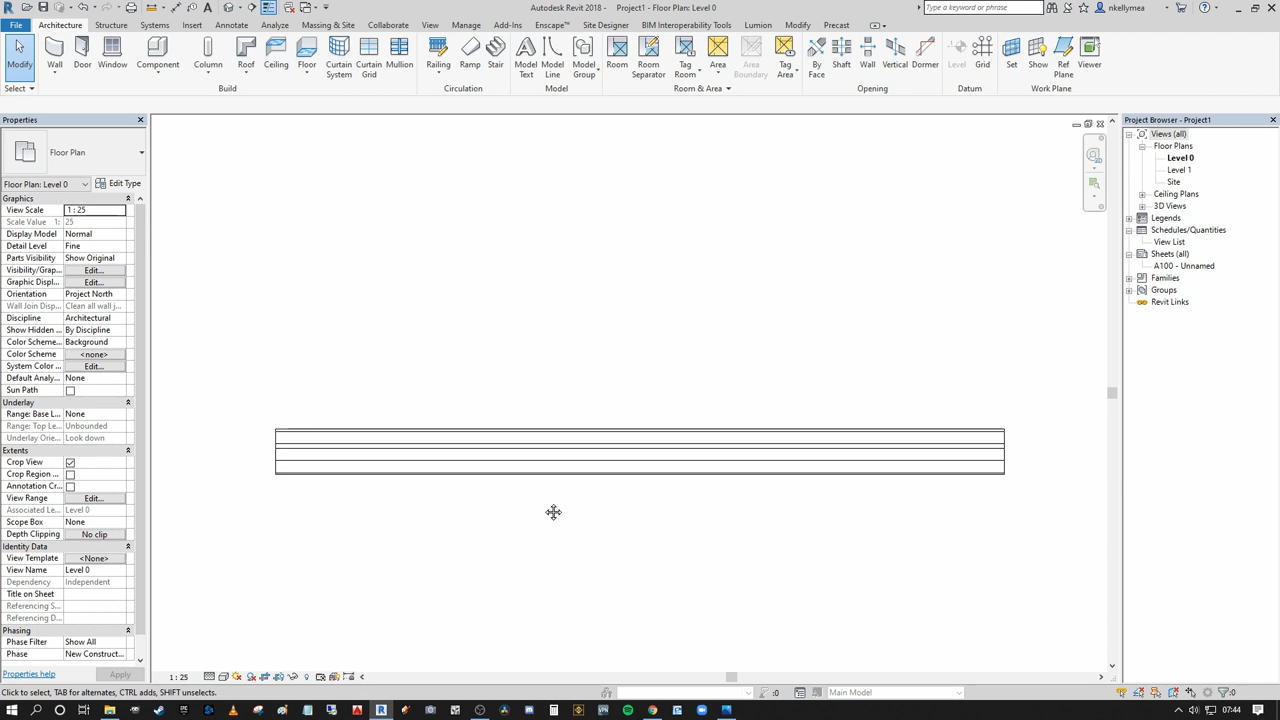 Autodesk Revit 2018 - Project1 - Floor Plan: Level 0
Type a keyword or phrase
nkellymea
File Architecture Structure Systems Insert Annotate Analyze Massing & Site Collaborate View Manage Add-Ins Enscape™ Site Designer BIM Interoperability Tools Lumion Modify Precast
Modify Wall Door Window Component Column Roof Ceiling Floor Curtain System Curtain Grid Mullion Railing Ramp Stair Model Text Model Line Model Group Room Room Separator Tag Room Area Area Boundary Tag Area By Face Shaft Wall Vertical Dormer Level Grid Set Show Ref Plane Viewer
Select Build Circulation Model Room & Area Opening Datum Work Plane
Properties
Floor Plan
Floor Plan: Level 0 Edit Type
Graphics
View Scale 1 : 25
Scale Value 1: 25
Display Model Normal
Detail Level Fine
Parts Visibility Show Original
Visibility/Grap... Edit...
Graphic Displ... Edit...
Orientation Project North
Wall Join Disp... Clean all wall j...
Discipline Architectural
Show Hidden ... By Discipline
Color Scheme... Background
Color Scheme <none>
System Color ... Edit...
Default Analy... None
Sun Path
Underlay
Range: Base L... None
Range: Top Le... Unbounded
Underlay Orie... Look down
Extents
Crop View
Crop Region ...
Annotation Cr...
View Range Edit...
Associated Le... Level 0
Scope Box None
Depth Clipping No clip
Identity Data
View Template <None>
View Name Level 0
Dependency Independent
Title on Sheet
Referencing S...
Referencing D...
Phasing
Phase Filter Show All
Phase New Construct...
Properties help Apply
Project Browser - Project1
Views (all)
Floor Plans
Level 0
Level 1
Site
Ceiling Plans
3D Views
Legends
Schedules/Quantities
View List
Sheets (all)
A100 - Unnamed
Families
Groups
Revit Links
1 : 25
Click to select, TAB for alternates, CTRL adds, SHIFT unselects.
:0
Main Model
:0
07:44